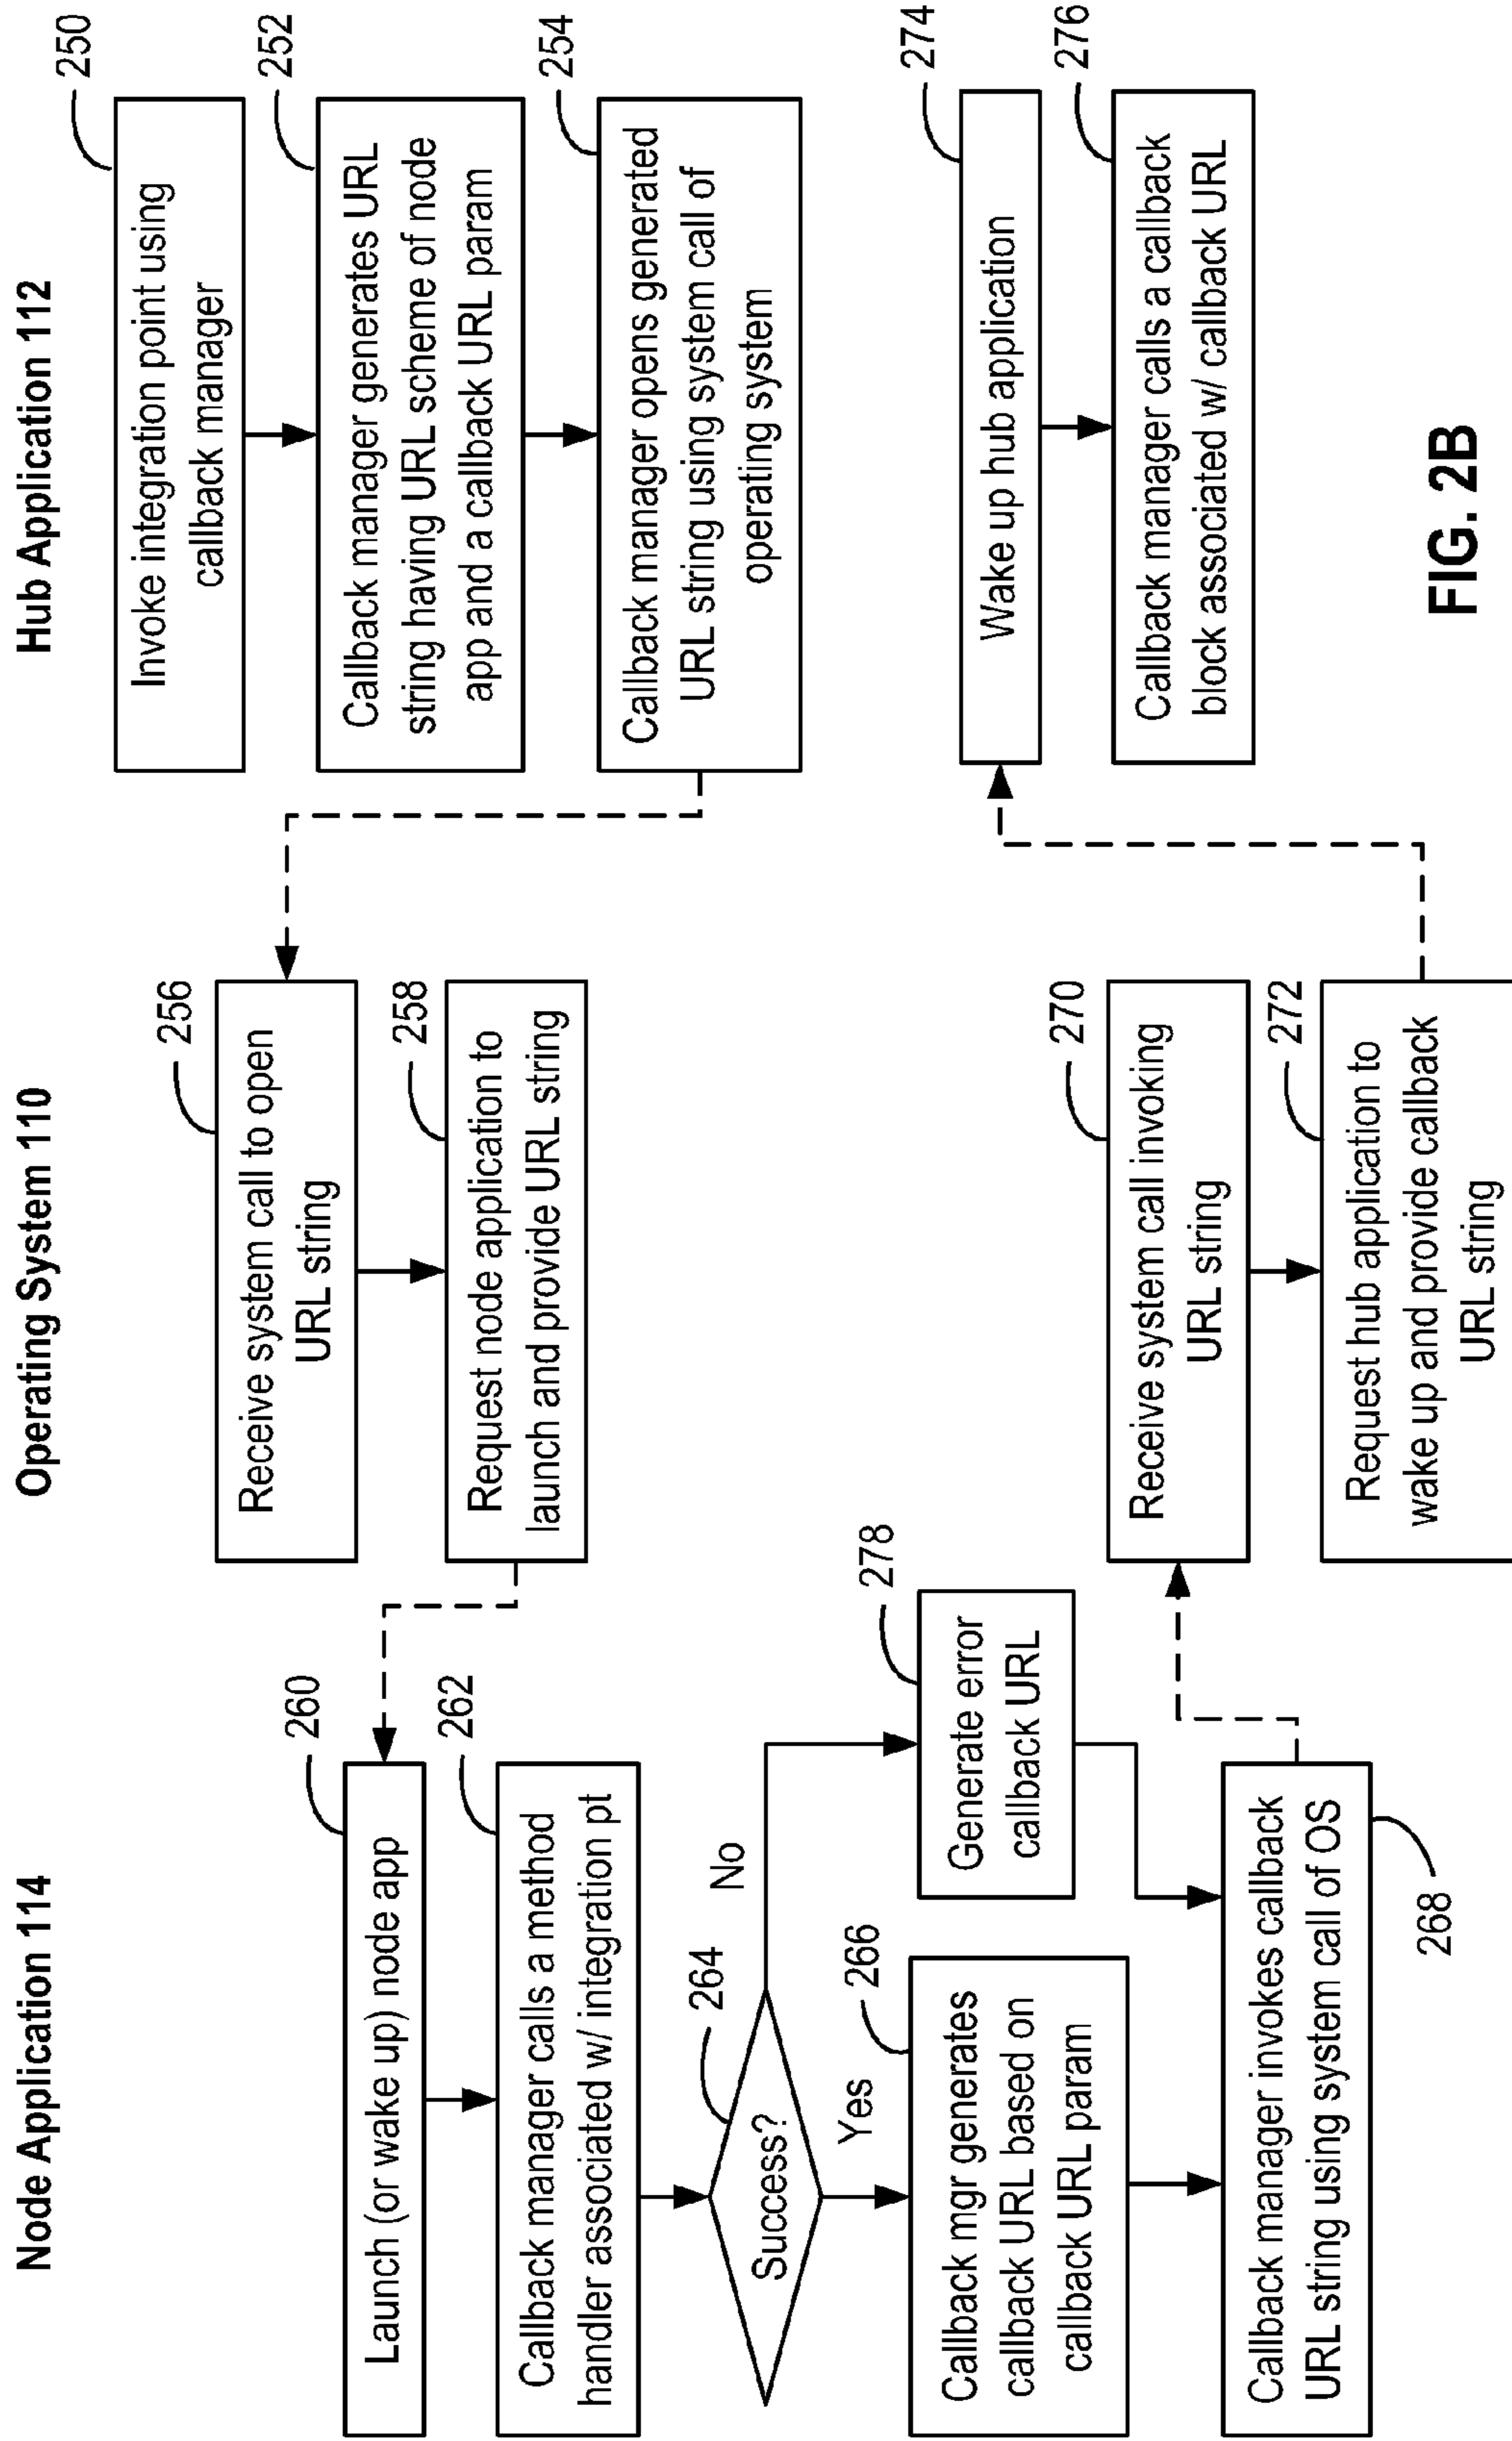 Node Application 114
Operating System 110
Hub Application 112
250
Invoke integration point using
callback manager
252
Callback manager generates URL
string having URL scheme of node
app and a callback URL param
254
Callback manager opens generated
URL string using system call of
operating system
256
Receive system call to open
URL string
258
Request node application to
launch and provide URL string
260
Launch (or wake up) node app
262
Callback manager calls a method
handler associated w/ integration pt
264
Success?
No
Yes
266
Callback mgr generates
callback URL based on
callback URL param
278
Generate error
callback URL
Callback manager invokes callback
URL string using system call of OS
268
270
Receive system call invoking
URL string
272
Request hub application to
wake up and provide callback
URL string
274
Wake up hub application
276
Callback manager calls a callback
block associated w/ callback URL
FIG. 2B